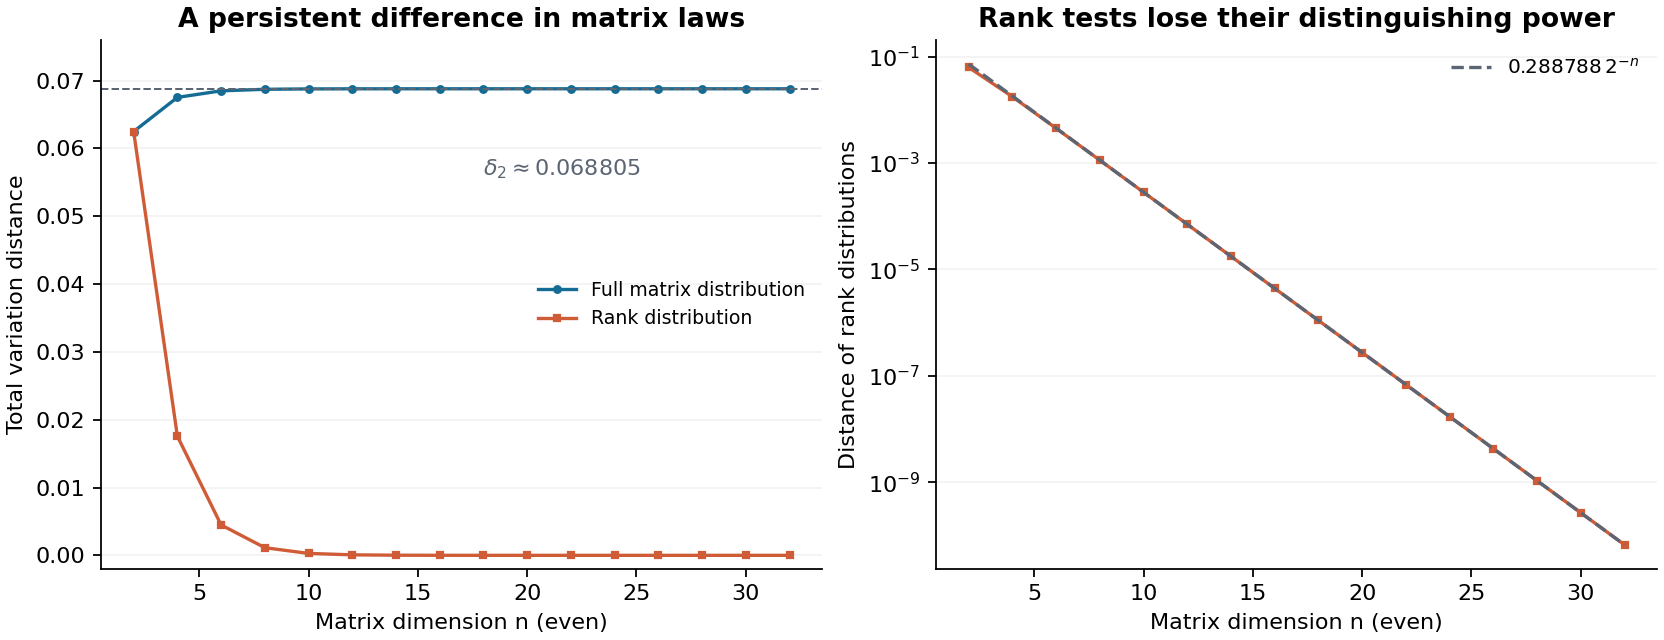 A persistent difference in matrix laws
Total variation distance
0.07
0.06
0.05
0.04
0.03
0.02
0.01
0.00
δ₂ ≈ 0.068805
Full matrix distribution
Rank distribution
5 10 15 20 25 30
Matrix dimension n (even)
Rank tests lose their distinguishing power
Distance of rank distributions
10⁻¹
10⁻³
10⁻⁵
10⁻⁷
10⁻⁹
0.288788 2⁻ⁿ
5 10 15 20 25 30
Matrix dimension n (even)